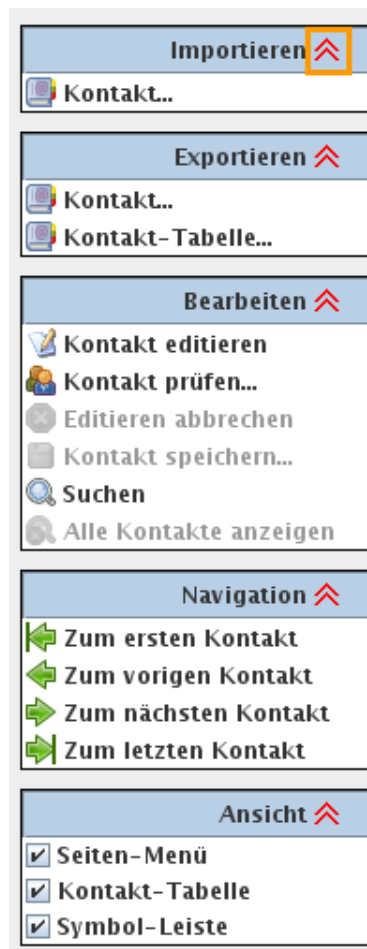 Importieren
Kontakt...
Exportieren
Kontakt...
Kontakt-Tabelle...
Bearbeiten
Kontakt editieren
Kontakt prüfen...
Editieren abbrechen
Kontakt speichern...
Suchen
Alle Kontakte anzeigen
Navigation
Zum ersten Kontakt
Zum vorigen Kontakt
Zum nächsten Kontakt
Zum letzten Kontakt
Ansicht
Seiten-Menü
Kontakt-Tabelle
Symbol-Leiste